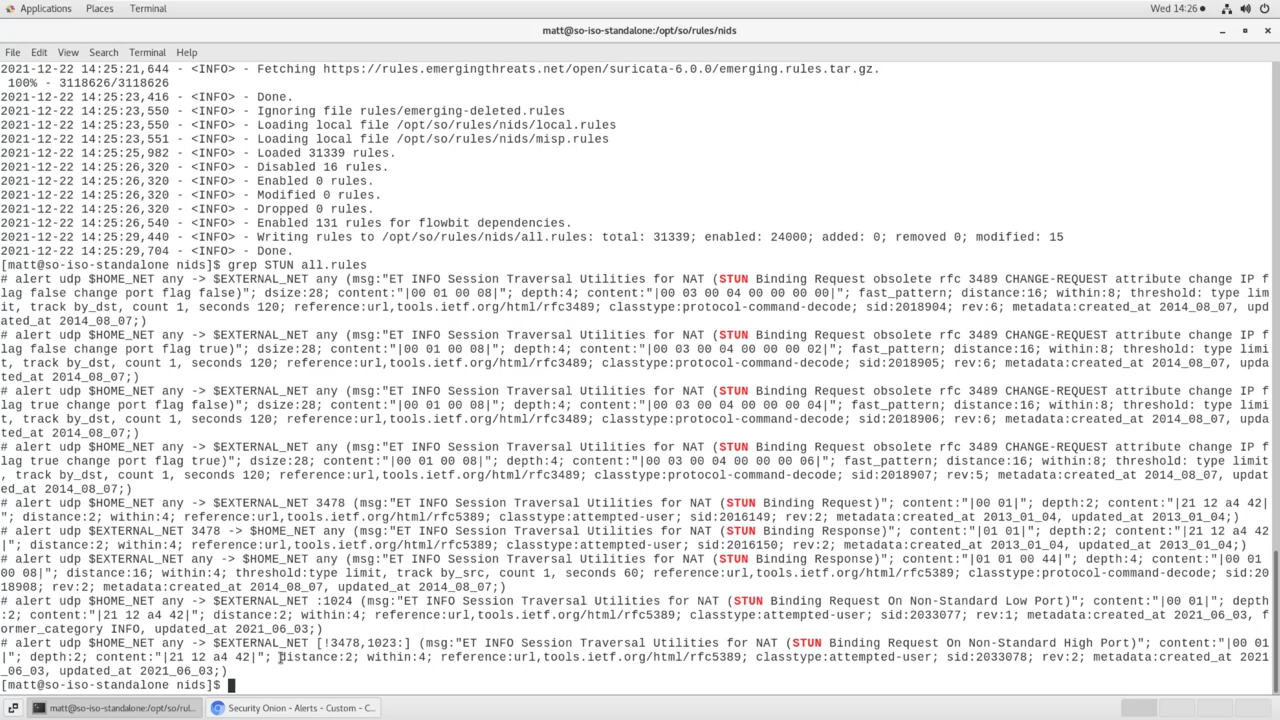 Applications Places Terminal Wed 14:26
matt@so-iso-standalone:/opt/so/rules/nids
File Edit View Search Terminal Help
2021-12-22 14:25:21,644 - <INFO> - Fetching https://rules.emergingthreats.net/open/suricata-6.0.0/emerging.rules.tar.gz.
100% - 3118626/3118626
2021-12-22 14:25:23,416 - <INFO> - Done.
2021-12-22 14:25:23,550 - <INFO> - Ignoring file rules/emerging-deleted.rules
2021-12-22 14:25:23,550 - <INFO> - Loading local file /opt/so/rules/nids/local.rules
2021-12-22 14:25:23,551 - <INFO> - Loading local file /opt/so/rules/nids/misp.rules
2021-12-22 14:25:25,982 - <INFO> - Loaded 31339 rules.
2021-12-22 14:25:26,320 - <INFO> - Disabled 16 rules.
2021-12-22 14:25:26,320 - <INFO> - Enabled 0 rules.
2021-12-22 14:25:26,320 - <INFO> - Modified 0 rules.
2021-12-22 14:25:26,320 - <INFO> - Dropped 0 rules.
2021-12-22 14:25:26,540 - <INFO> - Enabled 131 rules for flowbit dependencies.
2021-12-22 14:25:29,440 - <INFO> - Writing rules to /opt/so/rules/nids/all.rules: total: 31339; enabled: 24000; added: 0; removed 0; modified: 15
2021-12-22 14:25:29,704 - <INFO> - Done.
[matt@so-iso-standalone nids]$ grep STUN all.rules
# alert udp $HOME_NET any -> $EXTERNAL_NET any (msg:"ET INFO Session Traversal Utilities for NAT (STUN Binding Request obsolete rfc 3489 CHANGE-REQUEST attribute change IP f
lag false change port flag false)"; dsize:28; content:"|00 01 00 08|"; depth:4; content:"|00 03 00 04 00 00 00 00|"; fast_pattern; distance:16; within:8; threshold: type lim
it, track by_dst, count 1, seconds 120; reference:url,tools.ietf.org/html/rfc3489; classtype:protocol-command-decode; sid:2018904; rev:6; metadata:created_at 2014_08_07, upd
ated_at 2014_08_07;)
# alert udp $HOME_NET any -> $EXTERNAL_NET any (msg:"ET INFO Session Traversal Utilities for NAT (STUN Binding Request obsolete rfc 3489 CHANGE-REQUEST attribute change IP f
lag false change port flag true)"; dsize:28; content:"|00 01 00 08|"; depth:4; content:"|00 03 00 04 00 00 00 02|"; fast_pattern; distance:16; within:8; threshold: type limi
t, track by_dst, count 1, seconds 120; reference:url,tools.ietf.org/html/rfc3489; classtype:protocol-command-decode; sid:2018905; rev:6; metadata:created_at 2014_08_07, upda
ted_at 2014_08_07;)
# alert udp $HOME_NET any -> $EXTERNAL_NET any (msg:"ET INFO Session Traversal Utilities for NAT (STUN Binding Request obsolete rfc 3489 CHANGE-REQUEST attribute change IP f
lag true change port flag false)"; dsize:28; content:"|00 01 00 08|"; depth:4; content:"|00 03 00 04 00 00 00 04|"; fast_pattern; distance:16; within:8; threshold: type limi
t, track by_dst, count 1, seconds 120; reference:url,tools.ietf.org/html/rfc3489; classtype:protocol-command-decode; sid:2018906; rev:6; metadata:created_at 2014_08_07, upda
ted_at 2014_08_07;)
# alert udp $HOME_NET any -> $EXTERNAL_NET any (msg:"ET INFO Session Traversal Utilities for NAT (STUN Binding Request obsolete rfc 3489 CHANGE-REQUEST attribute change IP f
lag true change port flag true)"; dsize:28; content:"|00 01 00 08|"; depth:4; content:"|00 03 00 04 00 00 00 06|"; fast_pattern; distance:16; within:8; threshold: type limit
, track by_dst, count 1, seconds 120; reference:url,tools.ietf.org/html/rfc3489; classtype:protocol-command-decode; sid:2018907; rev:5; metadata:created_at 2014_08_07, updat
ed_at 2014_08_07;)
# alert udp $HOME_NET any -> $EXTERNAL_NET 3478 (msg:"ET INFO Session Traversal Utilities for NAT (STUN Binding Request)"; content:"|00 01|"; depth:2; content:"|21 12 a4 42|
"; distance:2; within:4; reference:url,tools.ietf.org/html/rfc5389; classtype:attempted-user; sid:2016149; rev:2; metadata:created_at 2013_01_04, updated_at 2013_01_04;)
# alert udp $EXTERNAL_NET 3478 -> $HOME_NET any (msg:"ET INFO Session Traversal Utilities for NAT (STUN Binding Response)"; content:"|01 01|"; depth:2; content:"|21 12 a4 42
|"; distance:2; within:4; reference:url,tools.ietf.org/html/rfc5389; classtype:attempted-user; sid:2016150; rev:2; metadata:created_at 2013_01_04, updated_at 2013_01_04;)
# alert udp $EXTERNAL_NET any -> $HOME_NET any (msg:"ET INFO Session Traversal Utilities for NAT (STUN Binding Response)"; content:"|01 01 00 44|"; depth:4; content:"|00 01
00 08|"; distance:16; within:4; threshold:type limit, track by_src, count 1, seconds 60; reference:url,tools.ietf.org/html/rfc5389; classtype:protocol-command-decode; sid:20
18908; rev:2; metadata:created_at 2014_08_07, updated_at 2014_08_07;)
# alert udp $HOME_NET any -> $EXTERNAL_NET :1024 (msg:"ET INFO Session Traversal Utilities for NAT (STUN Binding Request On Non-Standard Low Port)"; content:"|00 01|"; depth
:2; content:"|21 12 a4 42|"; distance:2; within:4; reference:url,tools.ietf.org/html/rfc5389; classtype:attempted-user; sid:2033077; rev:1; metadata:created_at 2021_06_03, f
ormer_category INFO, updated_at 2021_06_03;)
# alert udp $HOME_NET any -> $EXTERNAL_NET [!3478,1023:] (msg:"ET INFO Session Traversal Utilities for NAT (STUN Binding Request On Non-Standard High Port)"; content:"|00 01
|"; depth:2; content:"|21 12 a4 42|"; distance:2; within:4; reference:url,tools.ietf.org/html/rfc5389; classtype:attempted-user; sid:2033078; rev:2; metadata:created_at 2021
_06_03, updated_at 2021_06_03;)
[matt@so-iso-standalone nids]$
matt@so-iso-standalone:/opt/so/rul... Security Onion - Alerts - Custom - C...